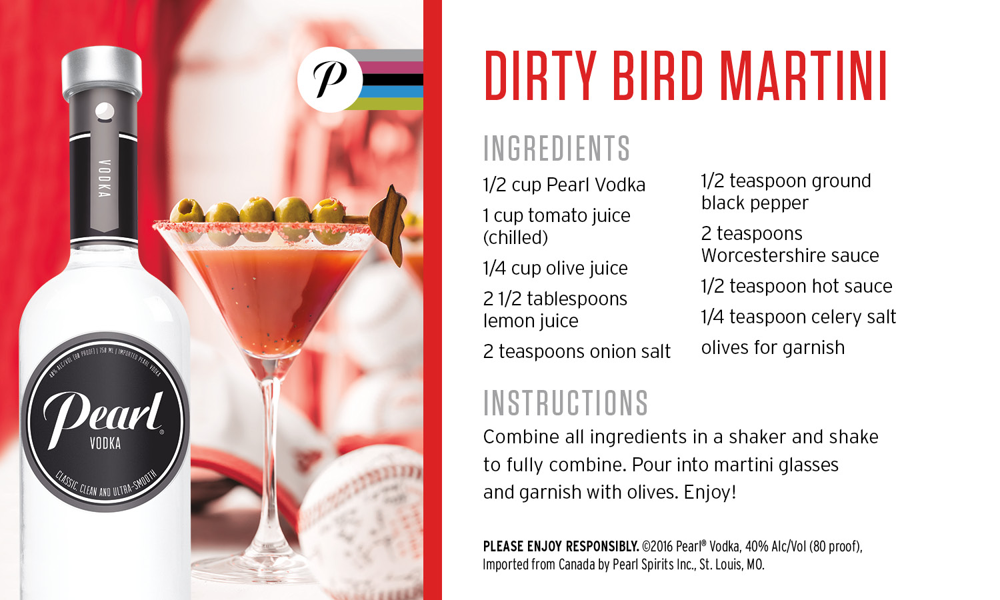 P
VODKA
40% ALC/VOL (80 PROOF) | 750 ML | IMPORTED PEARL VODKA
Pearl®
VODKA
CLASSIC, CLEAN AND ULTRA-SMOOTH
DIRTY BIRD MARTINI
INGREDIENTS
1/2 cup Pearl Vodka
1 cup tomato juice
(chilled)
1/4 cup olive juice
2 1/2 tablespoons
lemon juice
2 teaspoons onion salt
1/2 teaspoon ground
black pepper
2 teaspoons
Worcestershire sauce
1/2 teaspoon hot sauce
1/4 teaspoon celery salt
olives for garnish
INSTRUCTIONS
Combine all ingredients in a shaker and shake
to fully combine. Pour into martini glasses
and garnish with olives. Enjoy!
PLEASE ENJOY RESPONSIBLY. ©2016 Pearl® Vodka, 40% Alc/Vol (80 proof),
Imported from Canada by Pearl Spirits Inc., St. Louis, MO.